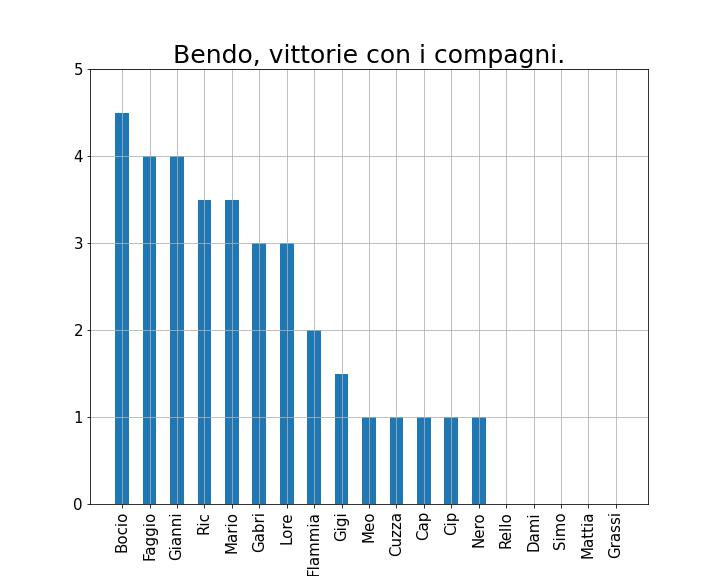 Bendo, vittorie con i compagni.
5
4
3
2
1
0
Bocio
Faggio
Gianni
Ric
Mario
Gabri
Lore
Flammia
Gigi
Meo
Cuzza
Cap
Cip
Nero
Rello
Dami
Simo
Mattia
Grassi